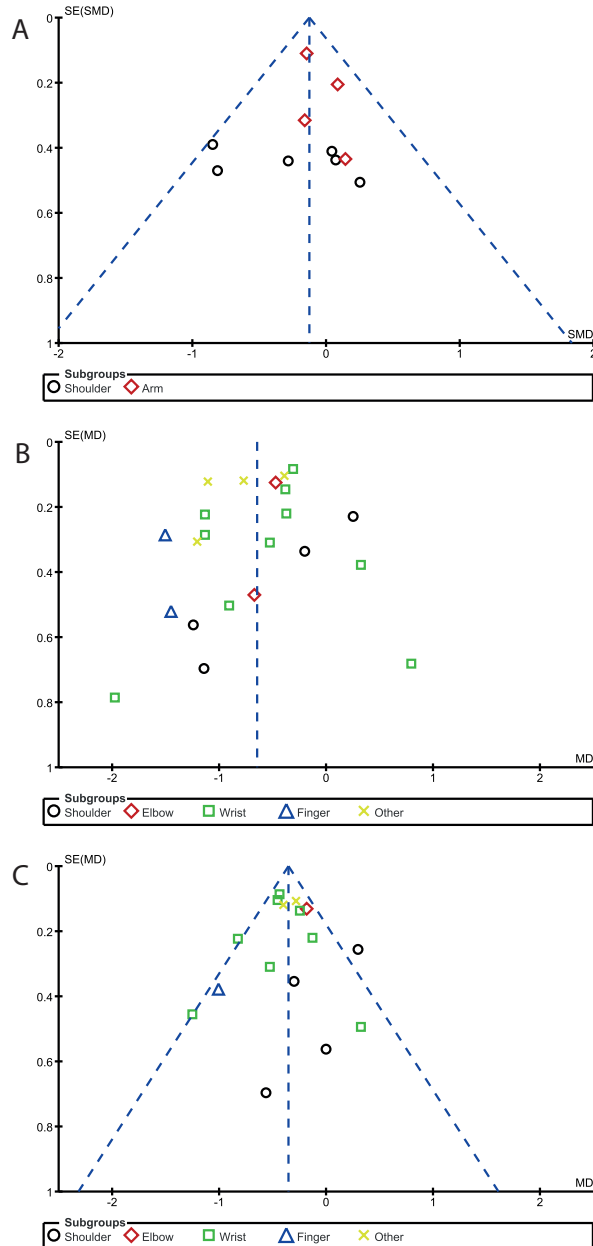 A
SE(SMD)
0
0.2
0.4
0.6
0.8
1
-2 -1 0 1 2
SMD
Subgroups
Shoulder Arm
B
SE(MD)
0
0.2
0.4
0.6
0.8
1
-2 -1 0 1 2
MD
Subgroups
Shoulder Elbow Wrist Finger Other
C
SE(MD)
0
0.2
0.4
0.6
0.8
1
-2 -1 0 1 2
MD
Subgroups
Shoulder Elbow Wrist Finger Other